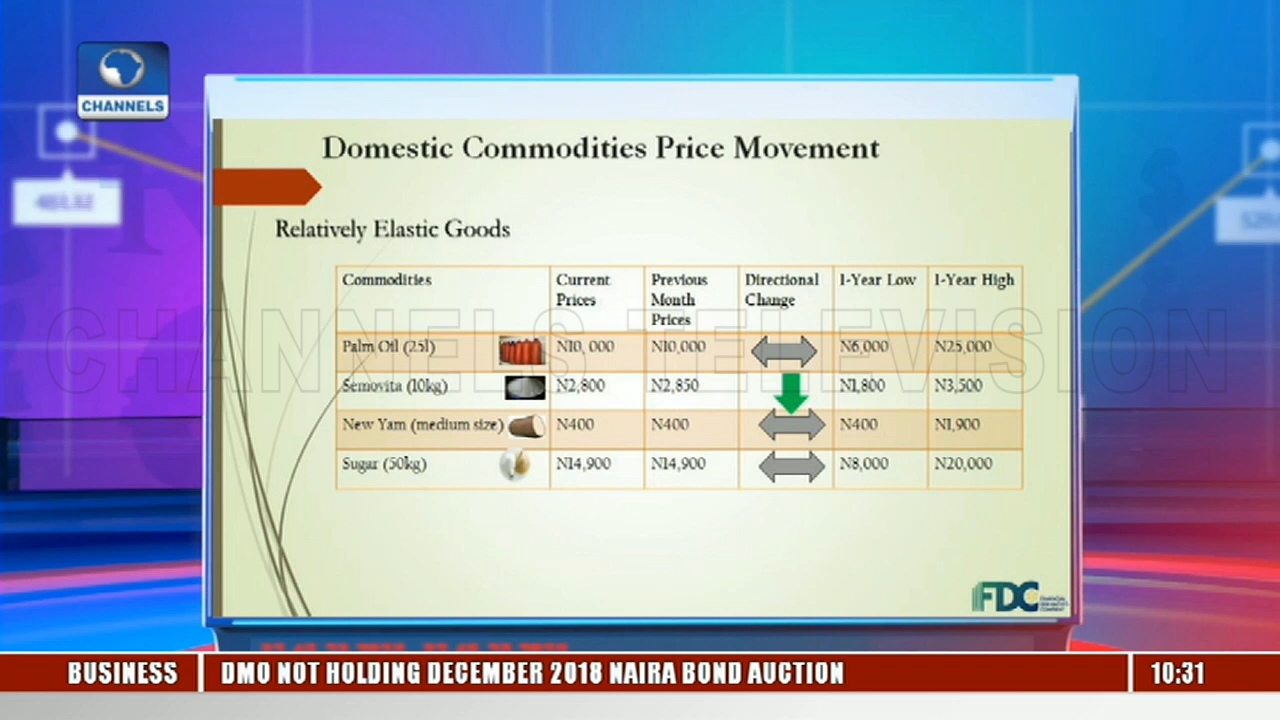 CHANNELS
Domestic Commodities Price Movement
Relatively Elastic Goods
Commodities Current Prices Previous Month Prices Directional Change 1-Year Low 1-Year High
Palm Oil (25l) N10, 000 N10,000 N6,000 N25,000
Semovita (10kg) N2,800 N2,850 N1,800 N3,500
New Yam (medium size) N400 N400 N400 N1,900
Sugar (50kg) N14,900 N14,900 N8,000 N20,000
CHANNELS TELEVISION
FDC
BUSINESS DMO NOT HOLDING DECEMBER 2018 NAIRA BOND AUCTION 10:31